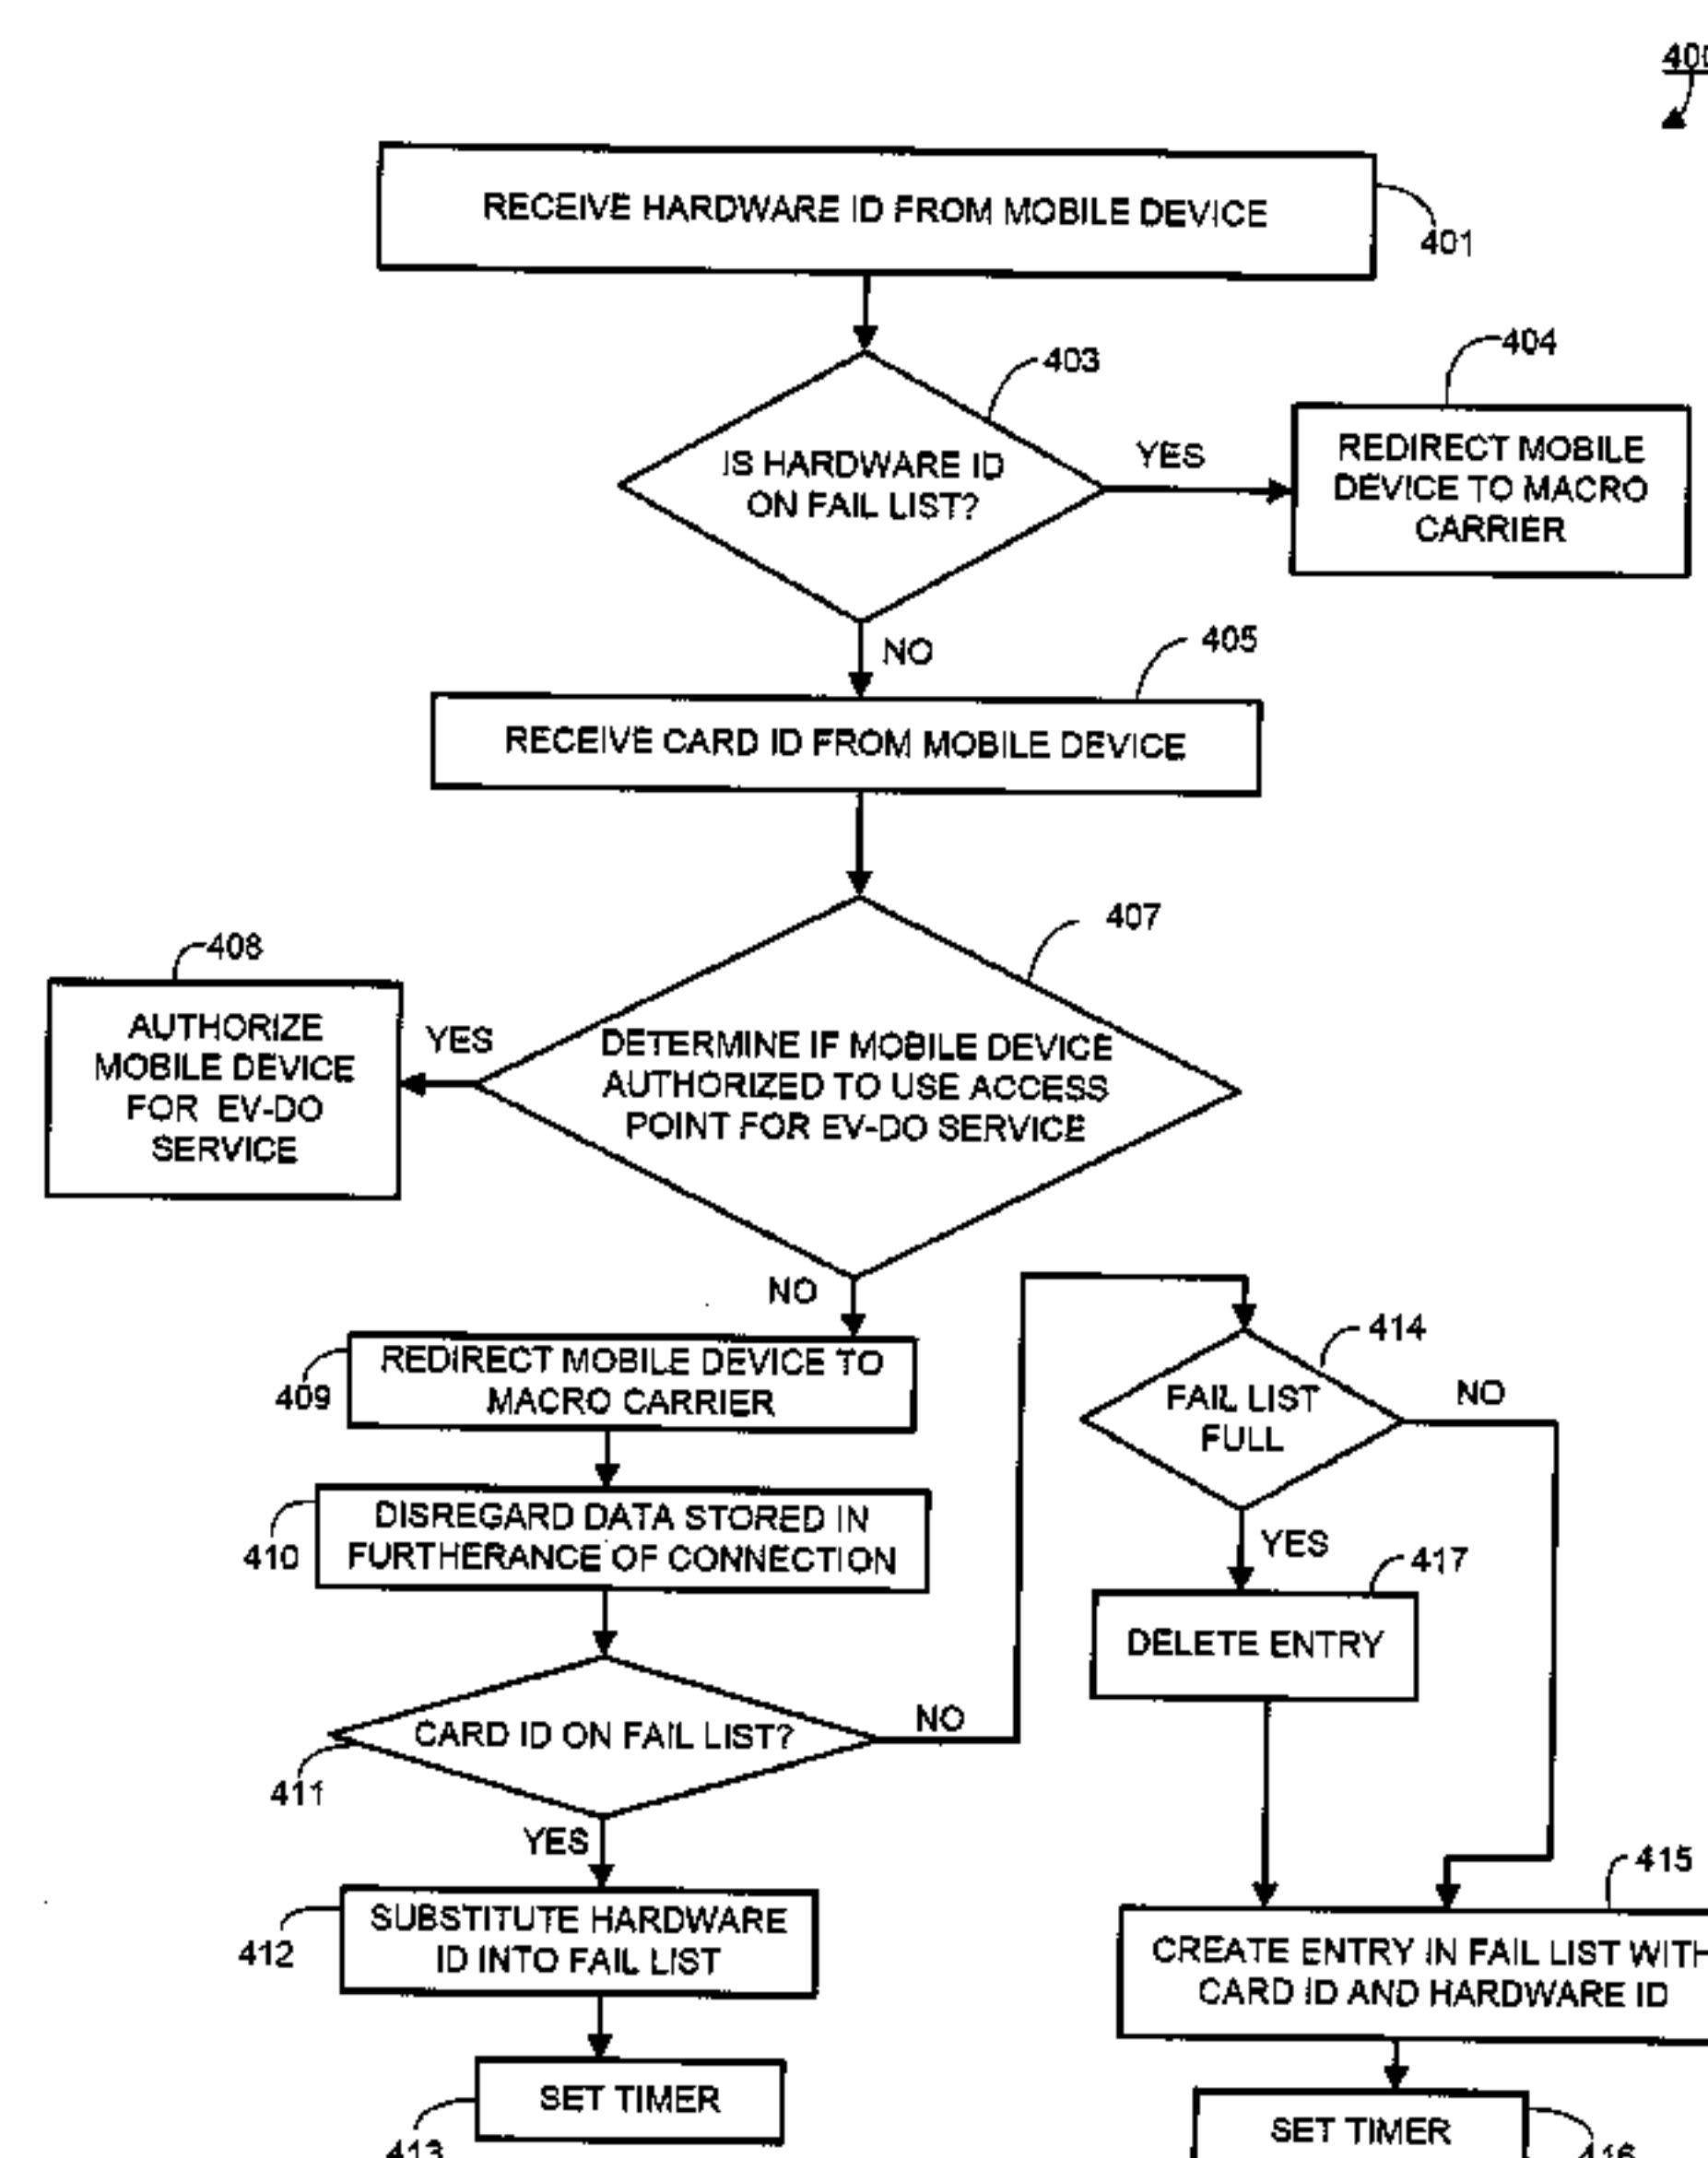 400
RECEIVE HARDWARE ID FROM MOBILE DEVICE
401
403
404
IS HARDWARE ID
ON FAIL LIST?
YES
REDIRECT MOBILE
DEVICE TO MACRO
CARRIER
NO
405
RECEIVE CARD ID FROM MOBILE DEVICE
407
408
AUTHORIZE
MOBILE DEVICE
FOR EV-DO
SERVICE
YES
DETERMINE IF MOBILE DEVICE
AUTHORIZED TO USE ACCESS
POINT FOR EV-DO SERVICE
NO
409
REDIRECT MOBILE DEVICE TO
MACRO CARRIER
414
FAIL LIST
FULL
NO
410
DISREGARD DATA STORED IN
FURTHERANCE OF CONNECTION
YES
417
DELETE ENTRY
411
CARD ID ON FAIL LIST?
NO
YES
412
SUBSTITUTE HARDWARE
ID INTO FAIL LIST
415
CREATE ENTRY IN FAIL LIST WITH
CARD ID AND HARDWARE ID
SET TIMER
413
SET TIMER
416